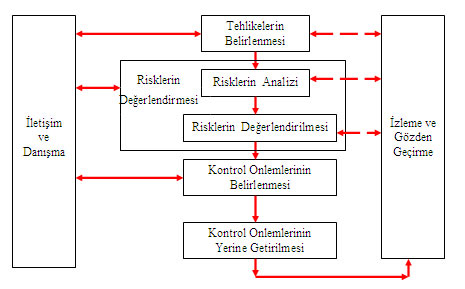 Tehlikelerin
Belirlenmesi
Risklerin
Değerlendirmesi
Risklerin Analizi
Risklerin Değerlendirilmesi
İletişim
ve
Danışma
İzleme ve
Gözden
Geçirme
Kontrol Onlemlerinin
Belirlenmesi
Kontrol Onlemlerinin
Yerine Getirilmesi